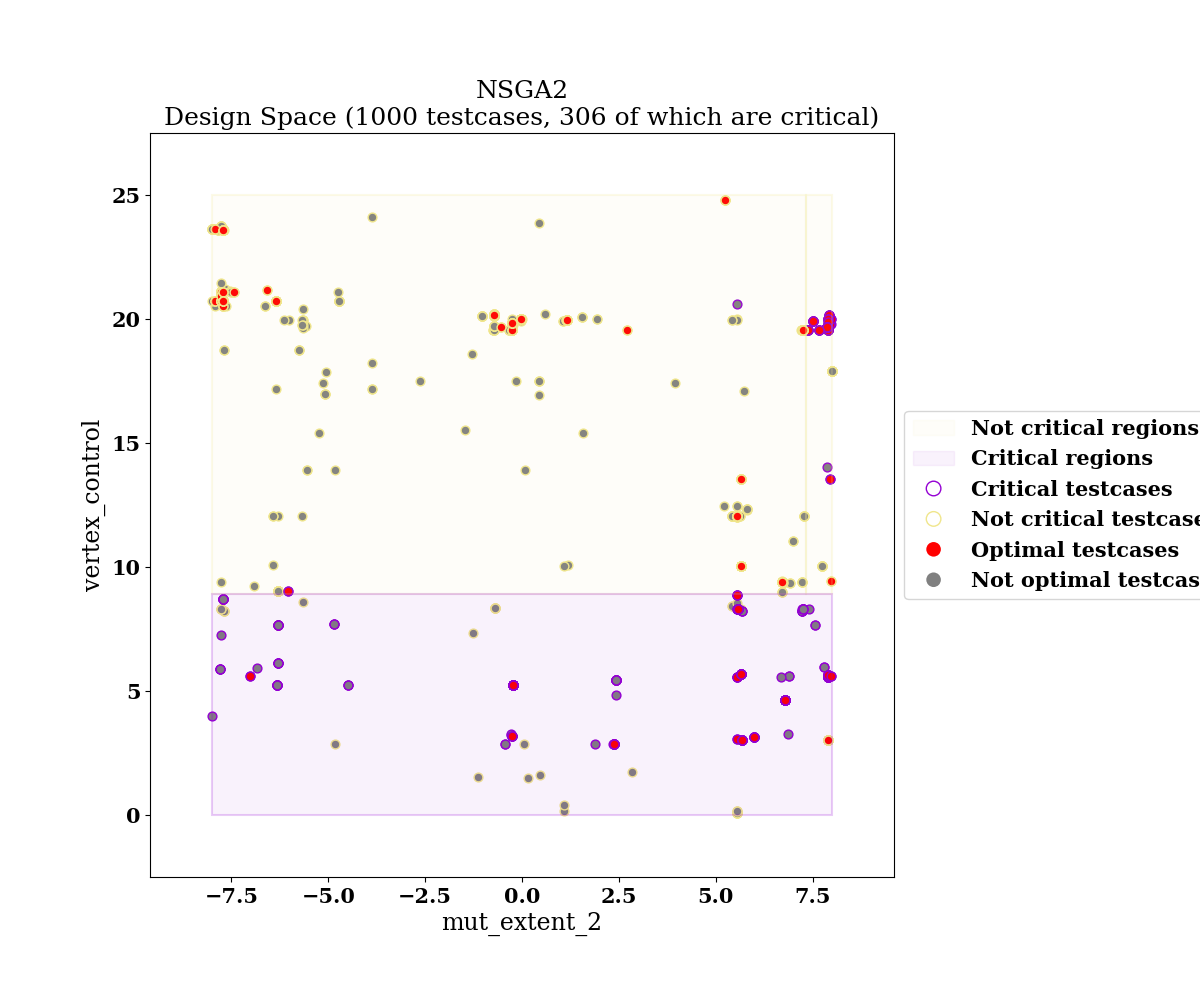 NSGA2
Design Space (1000 testcases, 306 of which are critical)
25
20
15
10
5
0
vertex_control
−7.5
−5.0
−2.5
0.0
2.5
5.0
7.5
mut_extent_2
Not critical regions
Critical regions
Critical testcases
Not critical testcase
Optimal testcases
Not optimal testcas